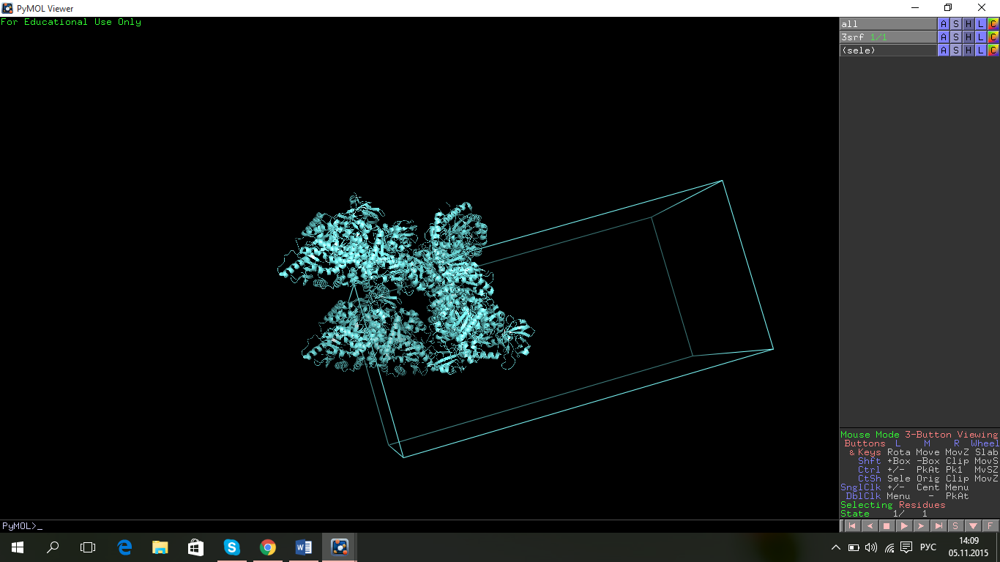 PyMOL Viewer
For Educational Use Only
all A S H L C
3srf 1/1 A S H L C
(sele) A S H L C
Mouse Mode 3-Button Viewing
Buttons L M R Wheel
& Keys Rota Move MovZ Slab
Shft +Box -Box Clip MovS
Ctrl +/- PkAt Pk1 MvSZ
CtSh Sele Orig Clip MovZ
SnglClk +/- Cent Menu
DblClk Menu - PkAt
Selecting Residues
State 1/ 1
PyMOL>_
S F
РУС
14:09
05.11.2015